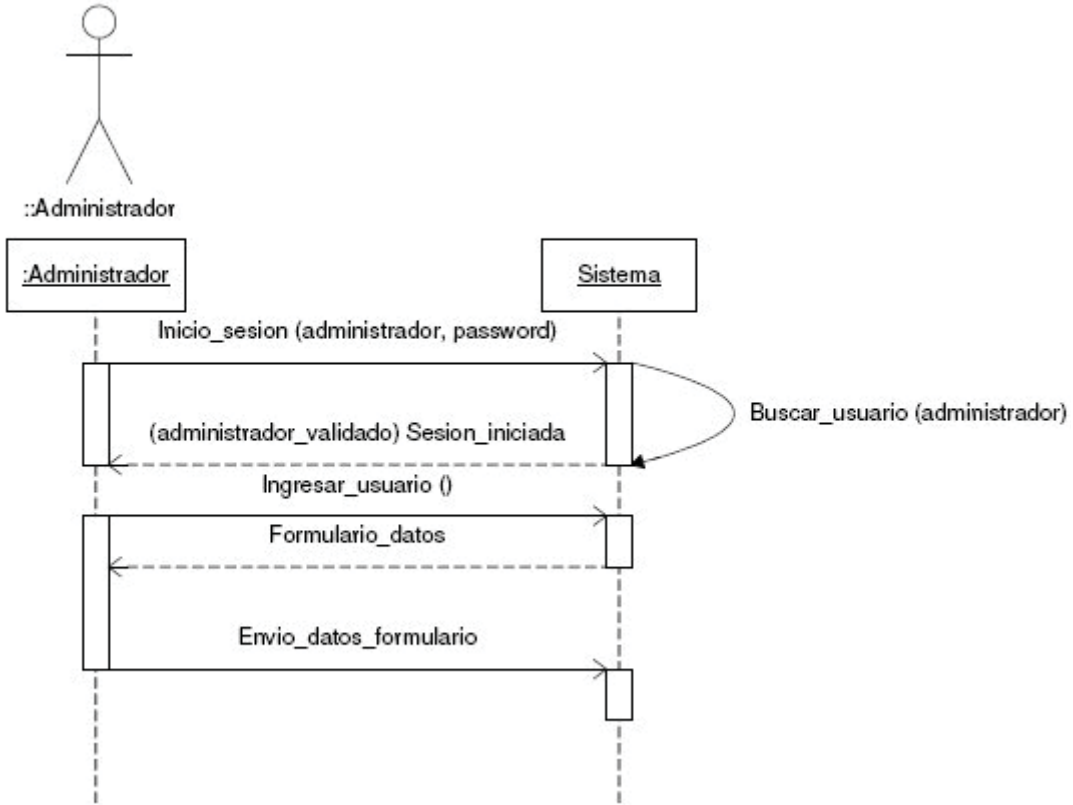 ::Administrador
:Administrador
Sistema
Inicio_sesion (administrador, password)
Buscar_usuario (administrador)
(administrador_validado) Sesion_iniciada
Ingresar_usuario ()
Formulario_datos
Envio_datos_formulario